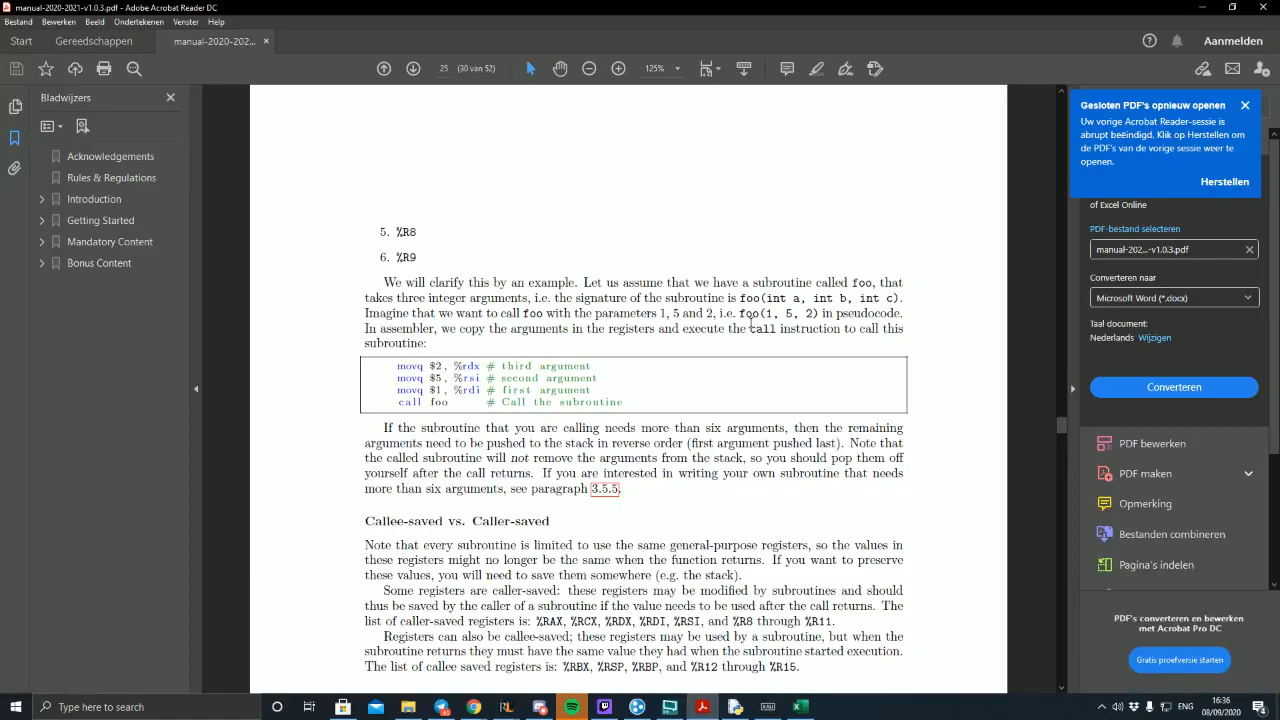 manual-2020-2021-v1.0.3.pdf - Adobe Acrobat Reader DC
Bestand Bewerken Beeld Ondertekenen Venster Help
Start Gereedschappen manual-2020-202... × Aanmelden
25 (30 van 52) 125%
Bladwijzers
Acknowledgements
Rules & Regulations
Introduction
Getting Started
Mandatory Content
Bonus Content
5. %R8
6. %R9
We will clarify this by an example. Let us assume that we have a subroutine called foo, that
takes three integer arguments, i.e. the signature of the subroutine is foo(int a, int b, int c).
Imagine that we want to call foo with the parameters 1, 5 and 2, i.e. foo(1, 5, 2) in pseudocode.
In assembler, we copy the arguments in the registers and execute the call instruction to call this
subroutine:
movq $2, %rdx # third argument
movq $5, %rsi # second argument
movq $1, %rdi # first argument
call foo # Call the subroutine
If the subroutine that you are calling needs more than six arguments, then the remaining
arguments need to be pushed to the stack in reverse order (first argument pushed last). Note that
the called subroutine will not remove the arguments from the stack, so you should pop them off
yourself after the call returns. If you are interested in writing your own subroutine that needs
more than six arguments, see paragraph 3.5.5.
Callee-saved vs. Caller-saved
Note that every subroutine is limited to use the same general-purpose registers, so the values in
these registers might no longer be the same when the function returns. If you want to preserve
these values, you will need to save them somewhere (e.g. the stack).
Some registers are caller-saved: these registers may be modified by subroutines and should
thus be saved by the caller of a subroutine if the value needs to be used after the call returns. The
list of caller-saved registers is: %RAX, %RCX, %RDX, %RDI, %RSI, and %R8 through %R11.
Registers can also be callee-saved; these registers may be used by a subroutine, but when the
subroutine returns they must have the same value they had when the subroutine started execution.
The list of callee saved registers is: %RBX, %RSP, %RBP, and %R12 through %R15.
Gesloten PDF's opnieuw openen
Uw vorige Acrobat Reader-sessie is
abrupt beëindigd. Klik op Herstellen om
de PDF's van de vorige sessie weer te
openen.
Herstellen
of Excel Online
PDF-bestand selecteren
manual-202...-v1.0.3.pdf
Converteren naar
Microsoft Word (*.docx)
Taal document:
Nederlands Wijzigen
Converteren
PDF bewerken
PDF maken
Opmerking
Bestanden combineren
Pagina's indelen
PDF's converteren en bewerken
met Acrobat Pro DC
Gratis proefversie starten
Type here to search
ENG
16:36
08/09/2020